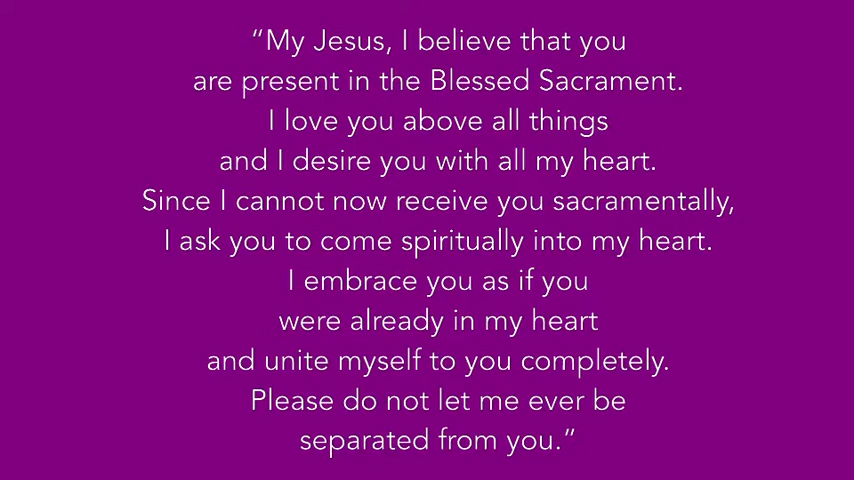 “My Jesus, I believe that you
are present in the Blessed Sacrament.
I love you above all things
and I desire you with all my heart.
Since I cannot now receive you sacramentally,
I ask you to come spiritually into my heart.
I embrace you as if you
were already in my heart
and unite myself to you completely.
Please do not let me ever be
separated from you.”